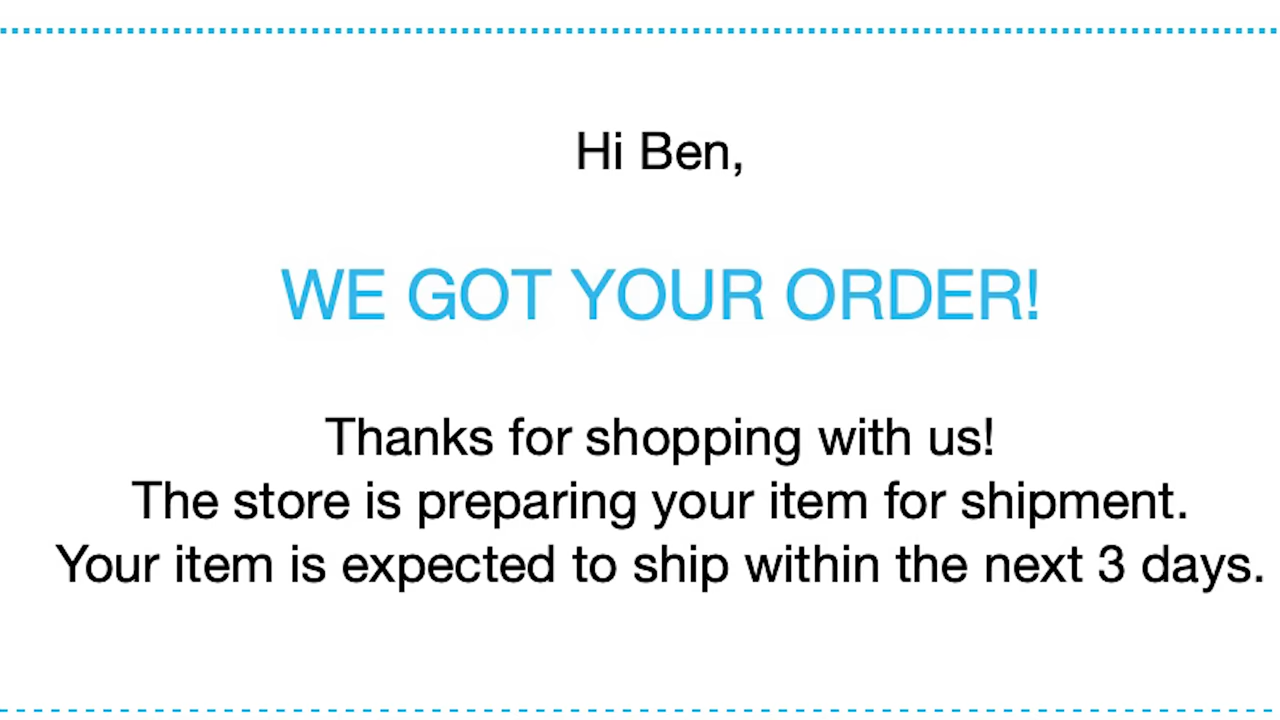 Hi Ben,
WE GOT YOUR ORDER!
Thanks for shopping with us!
The store is preparing your item for shipment.
Your item is expected to ship within the next 3 days.